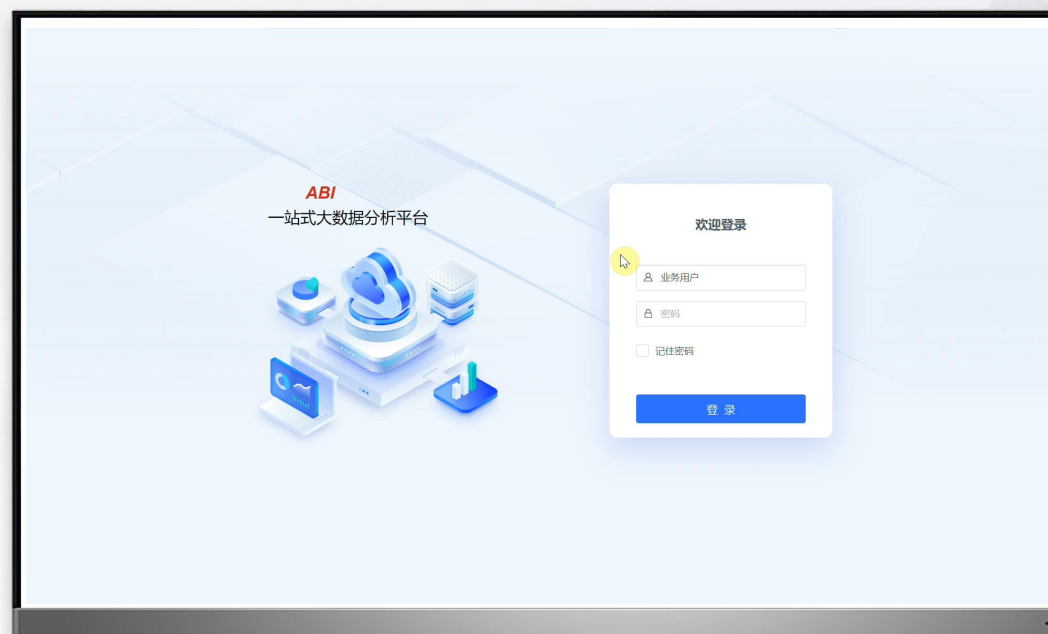 ABI
一站式大数据分析平台
欢迎登录
业务用户
密码
记住密码
登 录